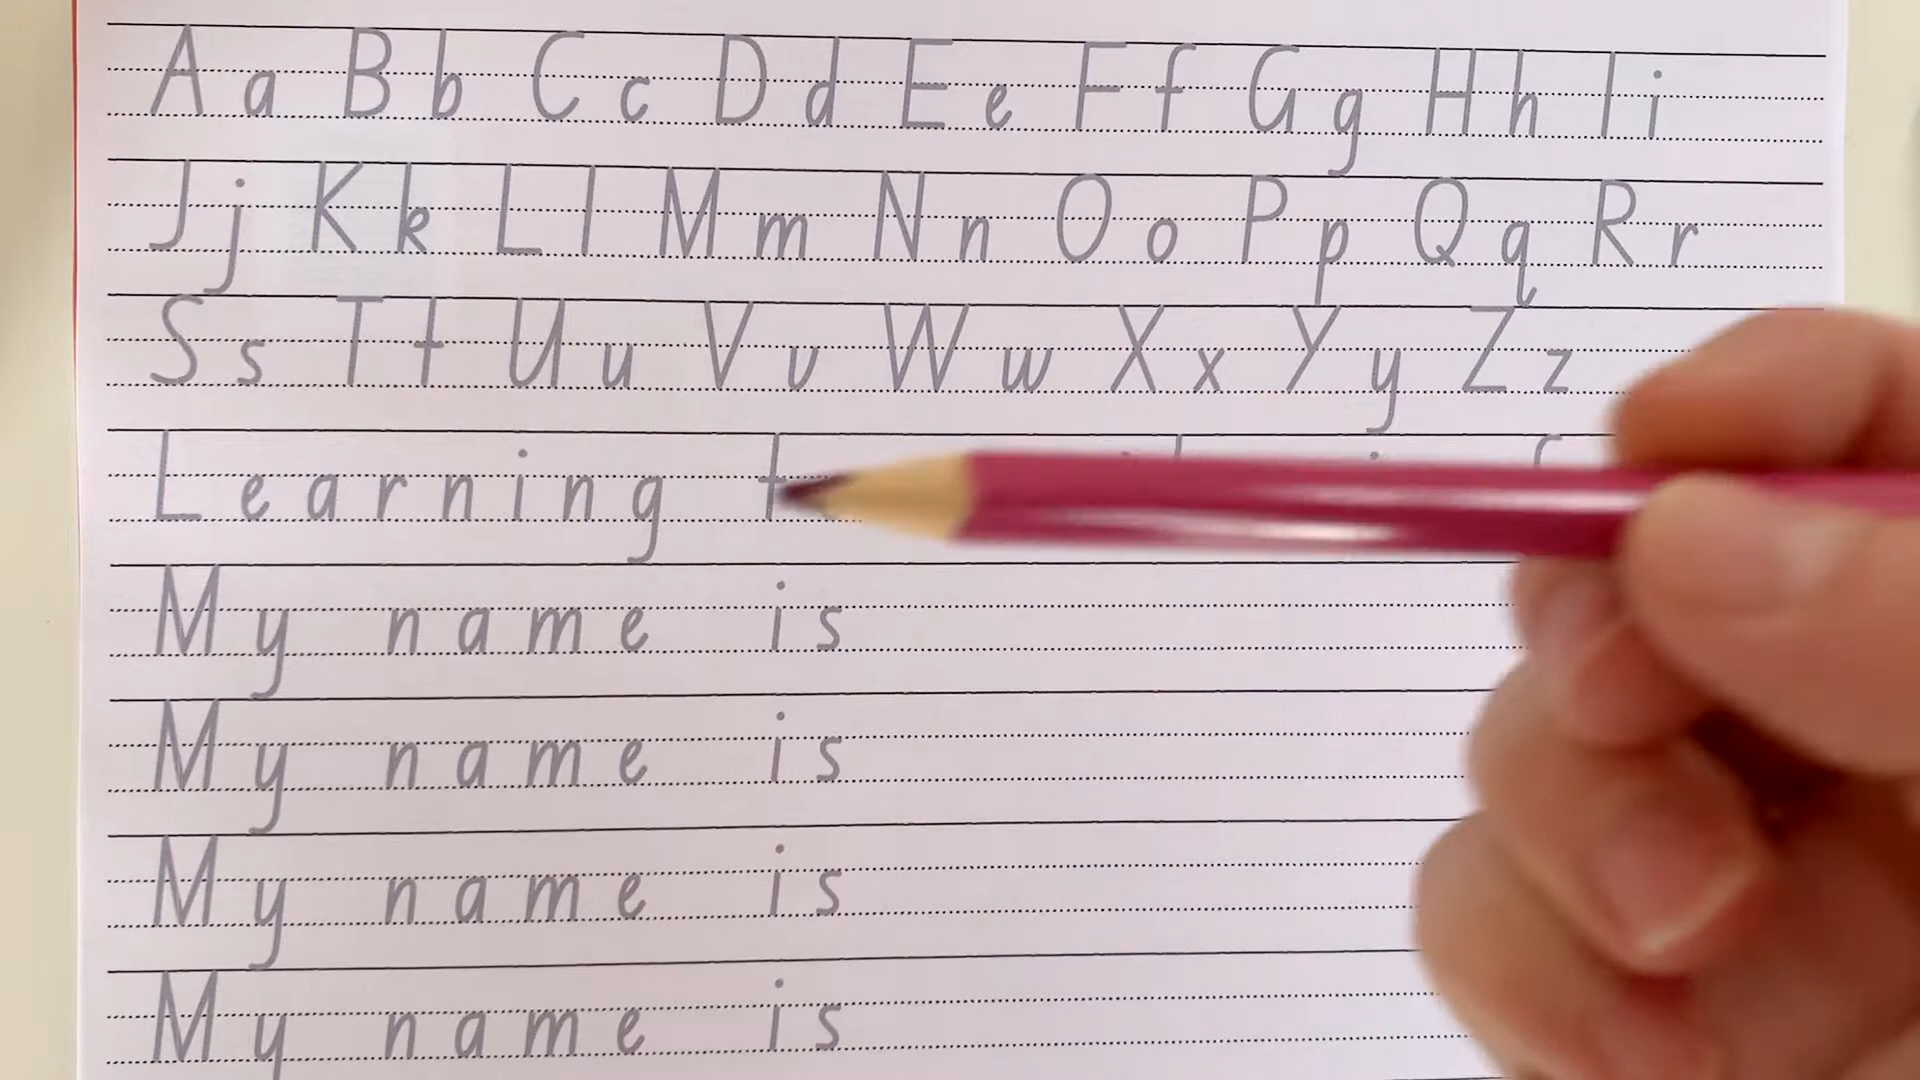 A a B b C c D d E e F f G g H h I i
J j K k L l M m N n O o P p Q q R r
S s T t U u V v W w X x Y y Z z
Learning
My name is
My name is
My name is
My name is